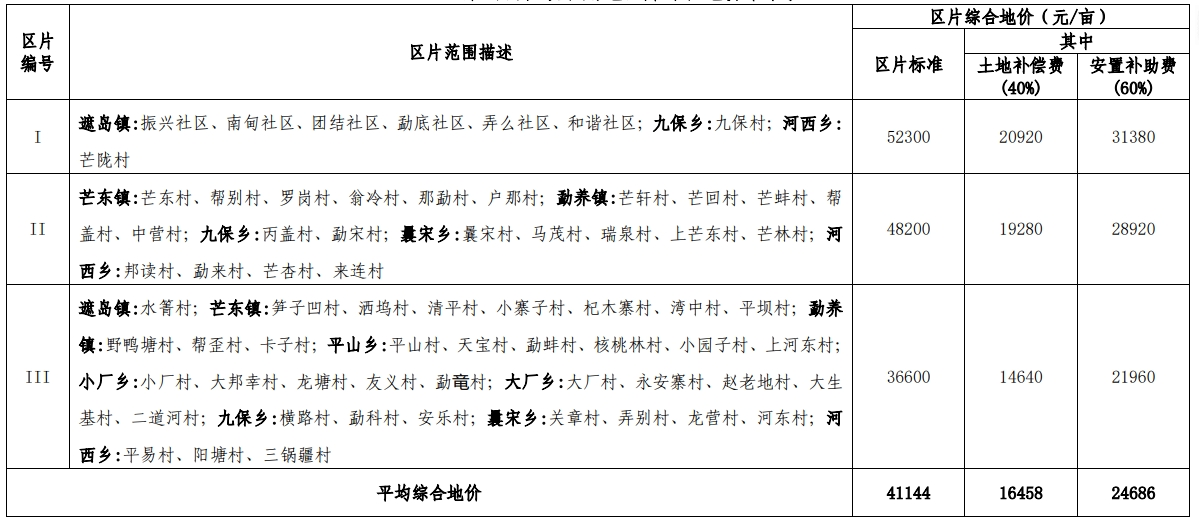 区片综合地价（元/亩）
区片
编号
区片范围描述
区片标准
其中
土地补偿费
(40%)
安置补助费
(60%)
I
遮岛镇:振兴社区、南甸社区、团结社区、勐底社区、弄么社区、和谐社区；九保乡:九保村；河西乡:
芒陇村
52300
20920
31380
II
芒东镇:芒东村、帮别村、罗岗村、翁冷村、那勐村、户那村；勐养镇:芒轩村、芒回村、芒蚌村、帮
盖村、中营村；九保乡:丙盖村、勐宋村；曩宋乡:曩宋村、马茂村、瑞泉村、上芒东村、芒林村；河
西乡:邦读村、勐来村、芒杏村、来连村
48200
19280
28920
III
遮岛镇:水箐村；芒东镇:笋子凹村、洒坞村、清平村、小寨子村、杞木寨村、湾中村、平坝村；勐养
镇:野鸭塘村、帮歪村、卡子村；平山乡:平山村、天宝村、勐蚌村、核桃林村、小园子村、上河东村；
小厂乡:小厂村、大邦幸村、龙塘村、友义村、勐竜村；大厂乡:大厂村、永安寨村、赵老地村、大生
基村、二道河村；九保乡:横路村、勐科村、安乐村；曩宋乡:关章村、弄别村、龙营村、河东村；河
西乡:平易村、阳塘村、三锅疆村
36600
14640
21960
平均综合地价
41144
16458
24686